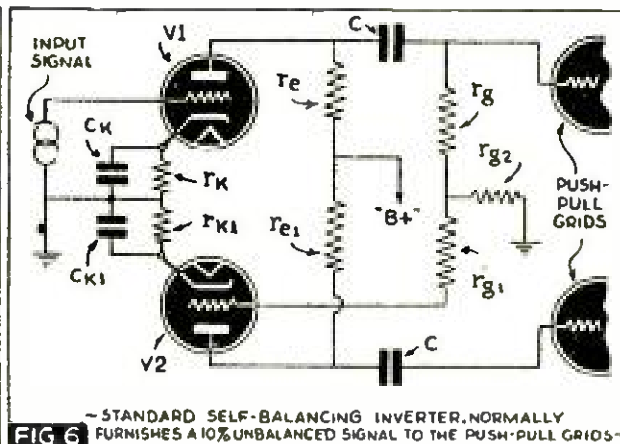 INPUT
SIGNAL
V1
C
re
rg
CK
rK
rg2
"B+"
PUSH-
PULL
GRIDS
rK1
CK1
re1
rg1
V2
C
FIG 6
~ STANDARD SELF-BALANCING INVERTER, NORMALLY
FURNISHES A 10% UNBALANCED SIGNAL TO THE PUSH-PULL GRIDS-